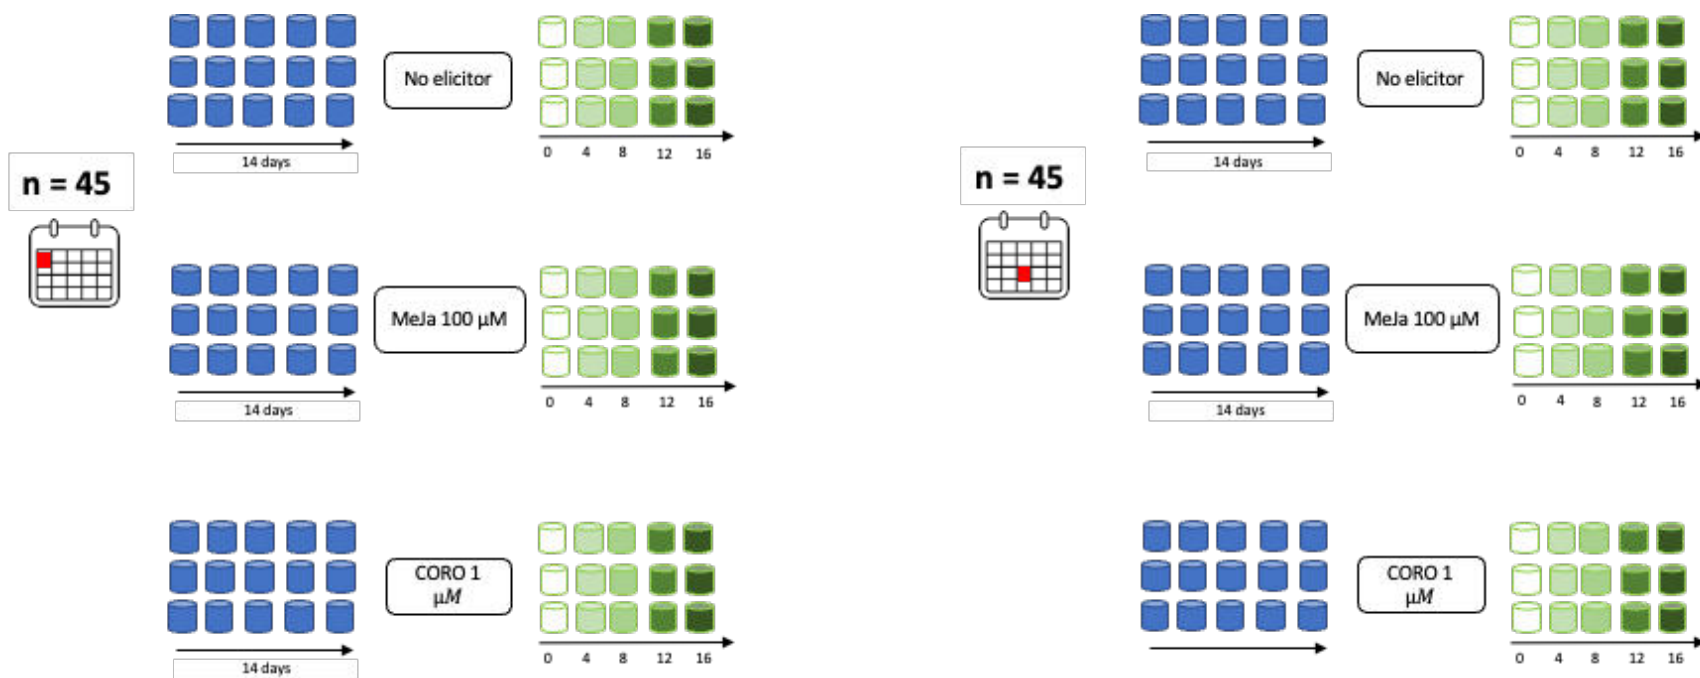 No elicitor
0 4 8 12 16
14 days
n = 45
MeJa 100 μM
0 4 8 12 16
14 days
CORO 1
μM
0 4 8 12 16
14 days
No elicitor
0 4 8 12 16
14 days
n = 45
MeJa 100 μM
0 4 8 12 16
14 days
CORO 1
μM
0 4 8 12 16